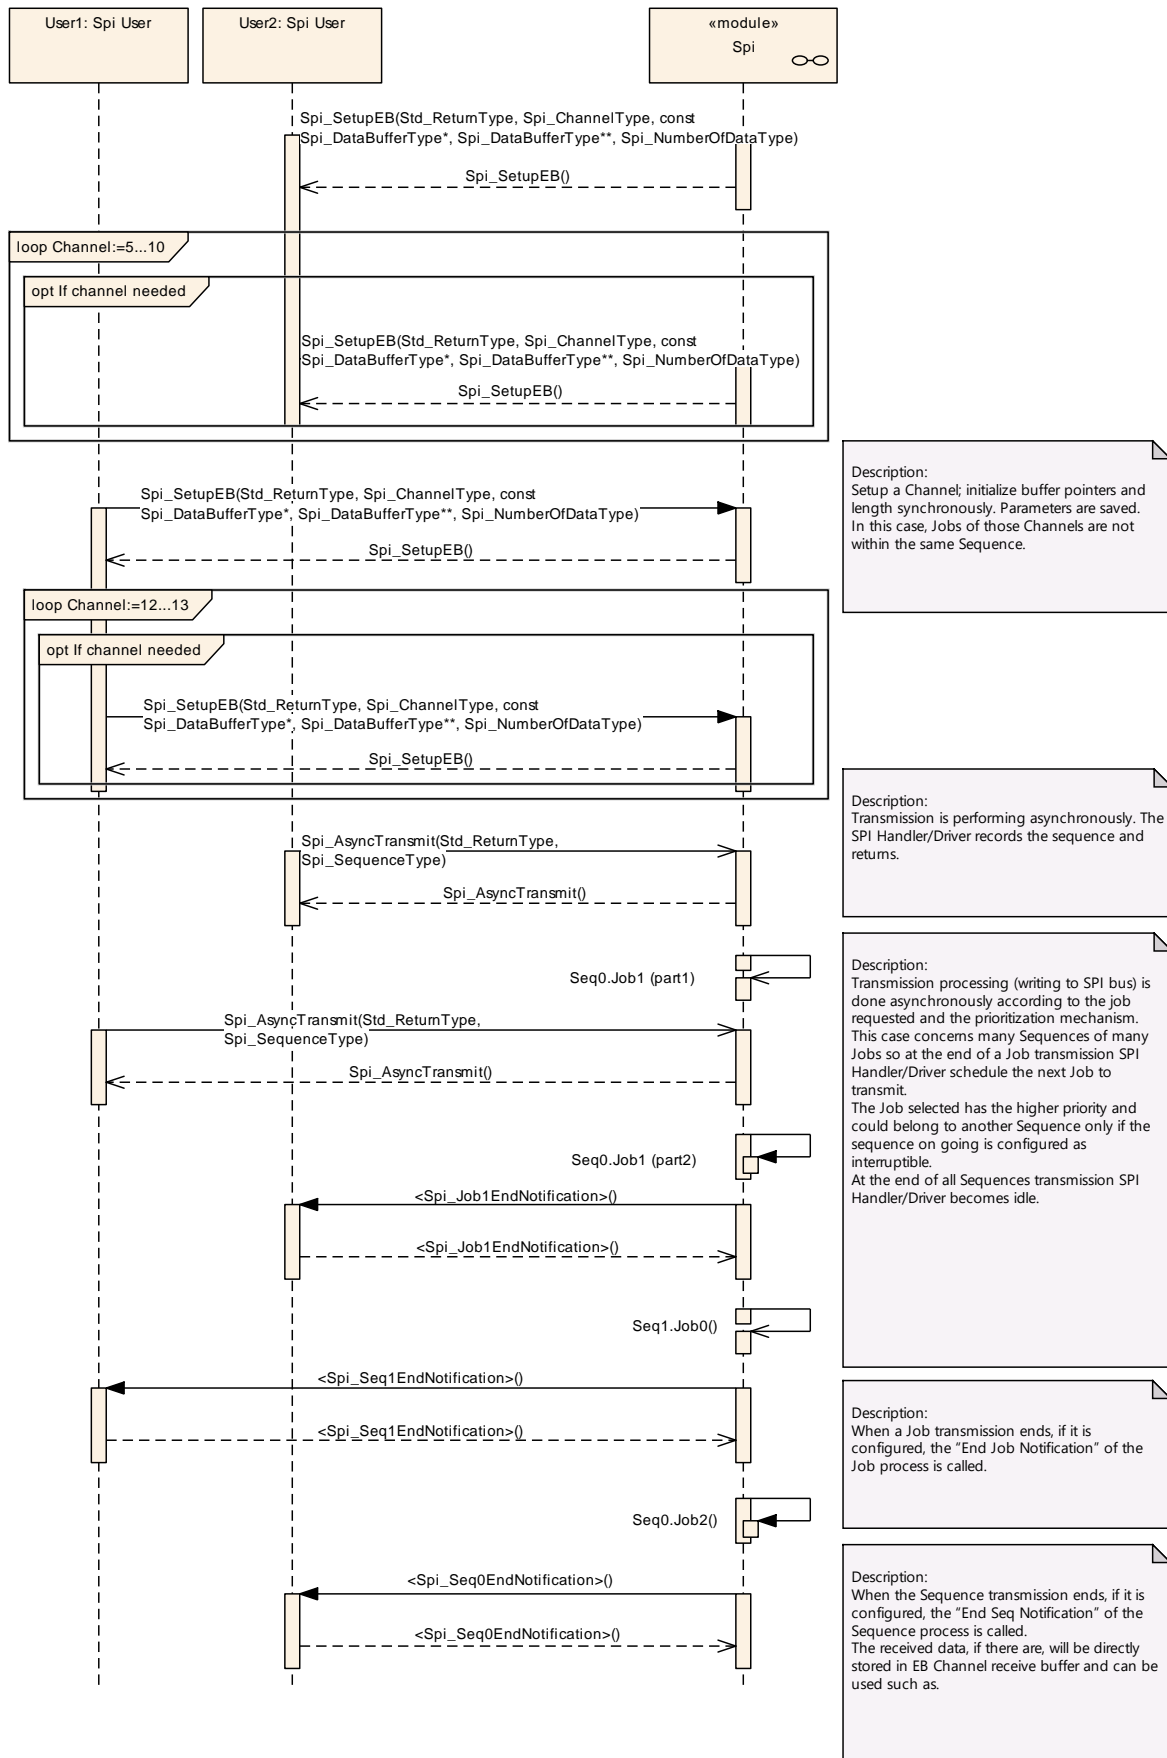 User1: Spi User
User2: Spi User
«module»
Spi
Spi_SetupEB(Std_ReturnType, Spi_ChannelType, const
Spi_DataBufferType*, Spi_DataBufferType**, Spi_NumberOfDataType)
Spi_SetupEB()
loop Channel:=5...10
opt If channel needed
Spi_SetupEB(Std_ReturnType, Spi_ChannelType, const
Spi_DataBufferType*, Spi_DataBufferType**, Spi_NumberOfDataType)
Spi_SetupEB()
Description:
Setup a Channel; initialize buffer pointers and
length synchronously. Parameters are saved.
In this case, Jobs of those Channels are not
within the same Sequence.
Spi_SetupEB(Std_ReturnType, Spi_ChannelType, const
Spi_DataBufferType*, Spi_DataBufferType**, Spi_NumberOfDataType)
Spi_SetupEB()
loop Channel:=12...13
opt If channel needed
Spi_SetupEB(Std_ReturnType, Spi_ChannelType, const
Spi_DataBufferType*, Spi_DataBufferType**, Spi_NumberOfDataType)
Spi_SetupEB()
Description:
Transmission is performing asynchronously. The
SPI Handler/Driver records the sequence and
returns.
Spi_AsyncTransmit(Std_ReturnType,
Spi_SequenceType)
Spi_AsyncTransmit()
Description:
Transmission processing (writing to SPI bus) is
done asynchronously according to the job
requested and the prioritization mechanism.
This case concerns many Sequences of many
Jobs so at the end of a Job transmission SPI
Handler/Driver schedule the next Job to
transmit.
The Job selected has the higher priority and
could belong to another Sequence only if the
sequence on going is configured as
interruptible.
At the end of all Sequences transmission SPI
Handler/Driver becomes idle.
Seq0.Job1 (part1)
Spi_AsyncTransmit(Std_ReturnType,
Spi_SequenceType)
Spi_AsyncTransmit()
Seq0.Job1 (part2)
<Spi_Job1EndNotification>()
<Spi_Job1EndNotification>()
Seq1.Job0()
<Spi_Seq1EndNotification>()
<Spi_Seq1EndNotification>()
Description:
When a Job transmission ends, if it is
configured, the “End Job Notification” of the
Job process is called.
Seq0.Job2()
<Spi_Seq0EndNotification>()
<Spi_Seq0EndNotification>()
Description:
When the Sequence transmission ends, if it is
configured, the “End Seq Notification” of the
Sequence process is called.
The received data, if there are, will be directly
stored in EB Channel receive buffer and can be
used such as.